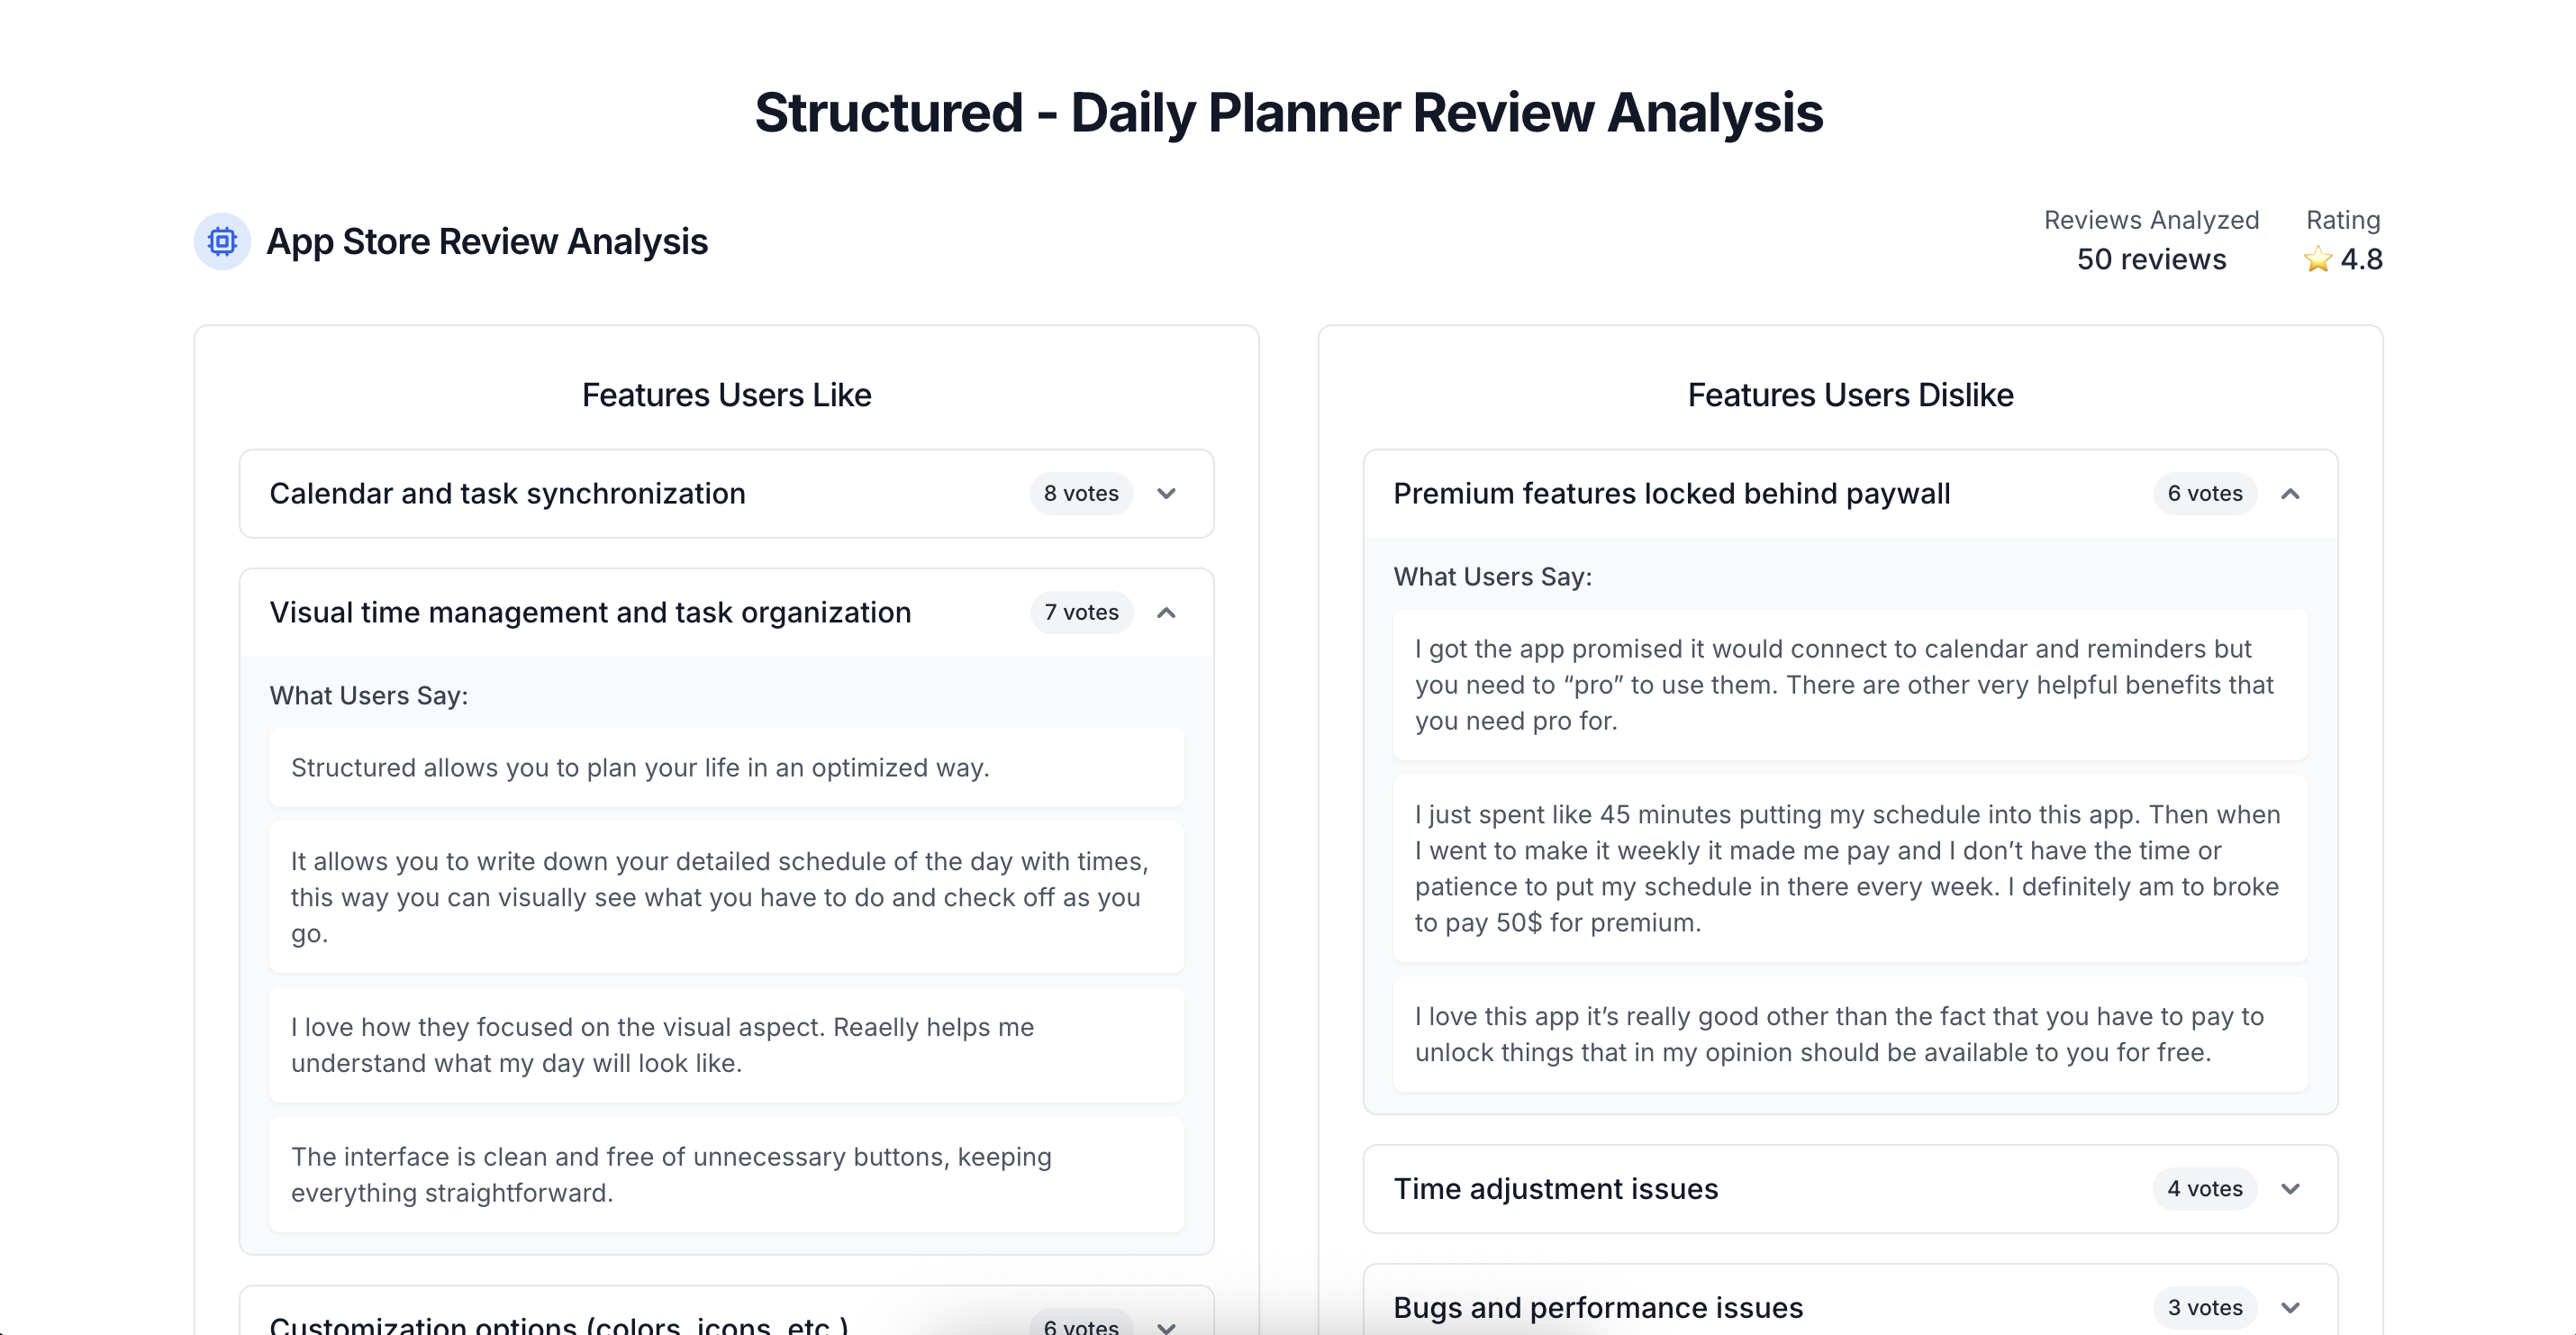 Structured - Daily Planner Review Analysis
App Store Review Analysis
Reviews Analyzed
50 reviews
Rating
⭐ 4.8
Features Users Like
Calendar and task synchronization
8 votes
Visual time management and task organization
7 votes
What Users Say:
Structured allows you to plan your life in an optimized way.
It allows you to write down your detailed schedule of the day with times,
this way you can visually see what you have to do and check off as you
go.
I love how they focused on the visual aspect. Reaelly helps me
understand what my day will look like.
The interface is clean and free of unnecessary buttons, keeping
everything straightforward.
Customization options (colors, icons, etc.)
6 votes
Features Users Dislike
Premium features locked behind paywall
6 votes
What Users Say:
I got the app promised it would connect to calendar and reminders but
you need to “pro” to use them. There are other very helpful benefits that
you need pro for.
I just spent like 45 minutes putting my schedule into this app. Then when
I went to make it weekly it made me pay and I don’t have the time or
patience to put my schedule in there every week. I definitely am to broke
to pay 50$ for premium.
I love this app it’s really good other than the fact that you have to pay to
unlock things that in my opinion should be available to you for free.
Time adjustment issues
4 votes
Bugs and performance issues
3 votes